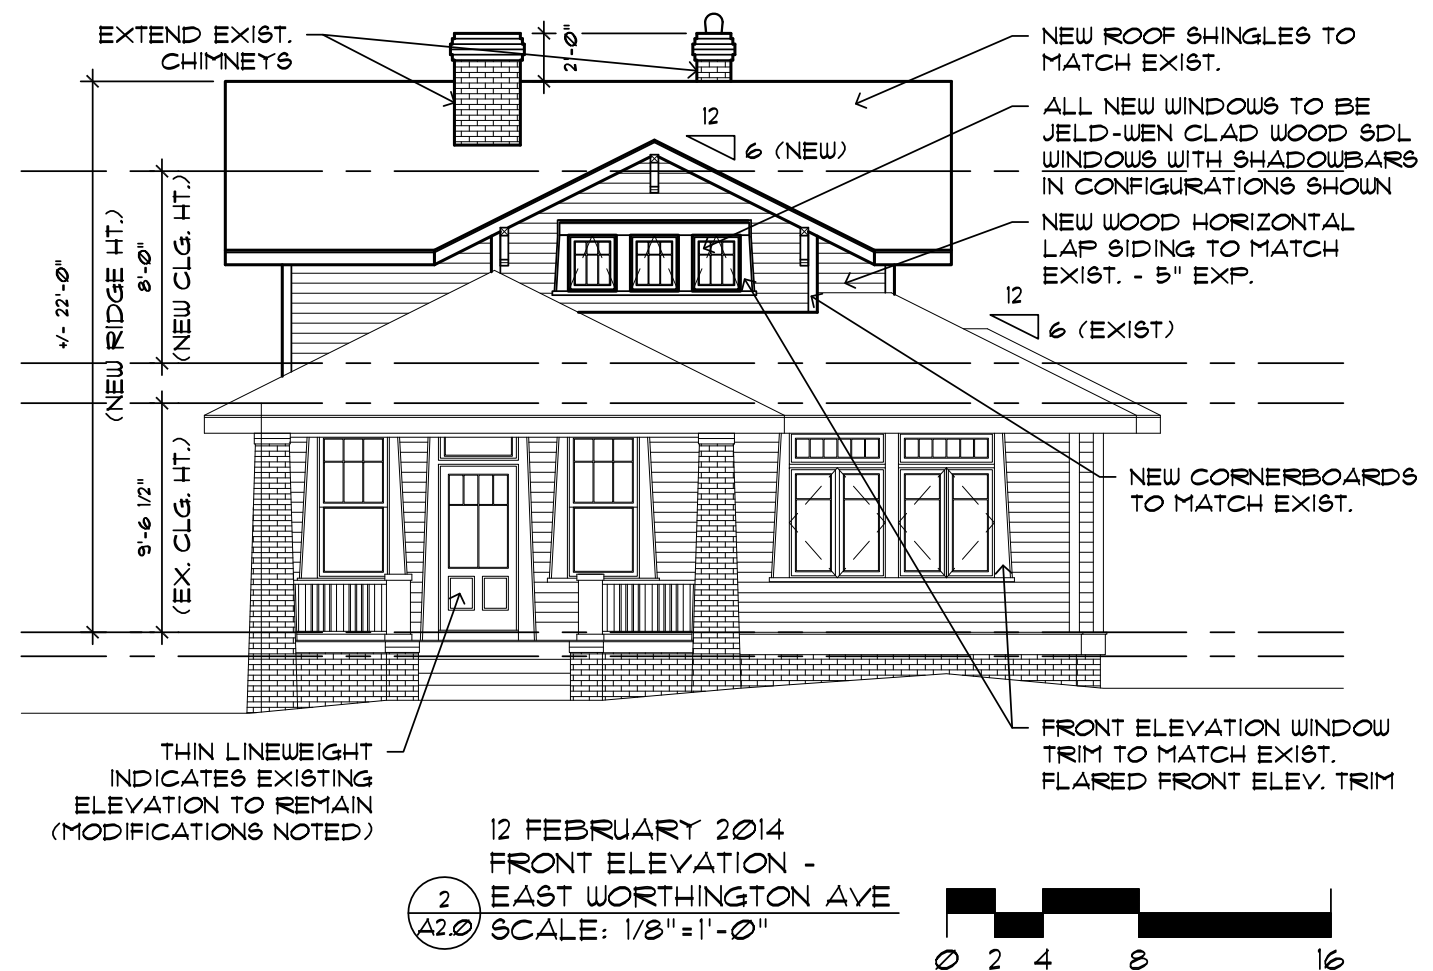 EXTEND EXIST.
CHIMNEYS
2'-0"
NEW ROOF SHINGLES TO
MATCH EXIST.
ALL NEW WINDOWS TO BE
JELD-WEN CLAD WOOD SDL
WINDOWS WITH SHADOWBARS
IN CONFIGURATIONS SHOWN
12
6 (NEW)
NEW WOOD HORIZONTAL
LAP SIDING TO MATCH
EXIST. - 5" EXP.
12
6 (EXIST)
+/- 22'-0"
(NEW RIDGE HT.)
8'-0"
(NEW CLG. HT.)
9'-6 1/2"
(EX. CLG. HT.)
NEW CORNERBOARDS
TO MATCH EXIST.
FRONT ELEVATION WINDOW
TRIM TO MATCH EXIST.
FLARED FRONT ELEV. TRIM
THIN LINEWEIGHT
INDICATES EXISTING
ELEVATION TO REMAIN
(MODIFICATIONS NOTED)
12 FEBRUARY 2014
FRONT ELEVATION -
EAST WORTHINGTON AVE
SCALE: 1/8"=1'-0"
2
A2.0
0 2 4 8 16